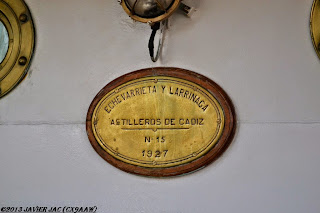 ECHEVARRIETA Y LARRINAGA
ASTILLEROS DE CADIZ
Nº 15
1927
©2013 JAVIER JAC (CX9AAW)